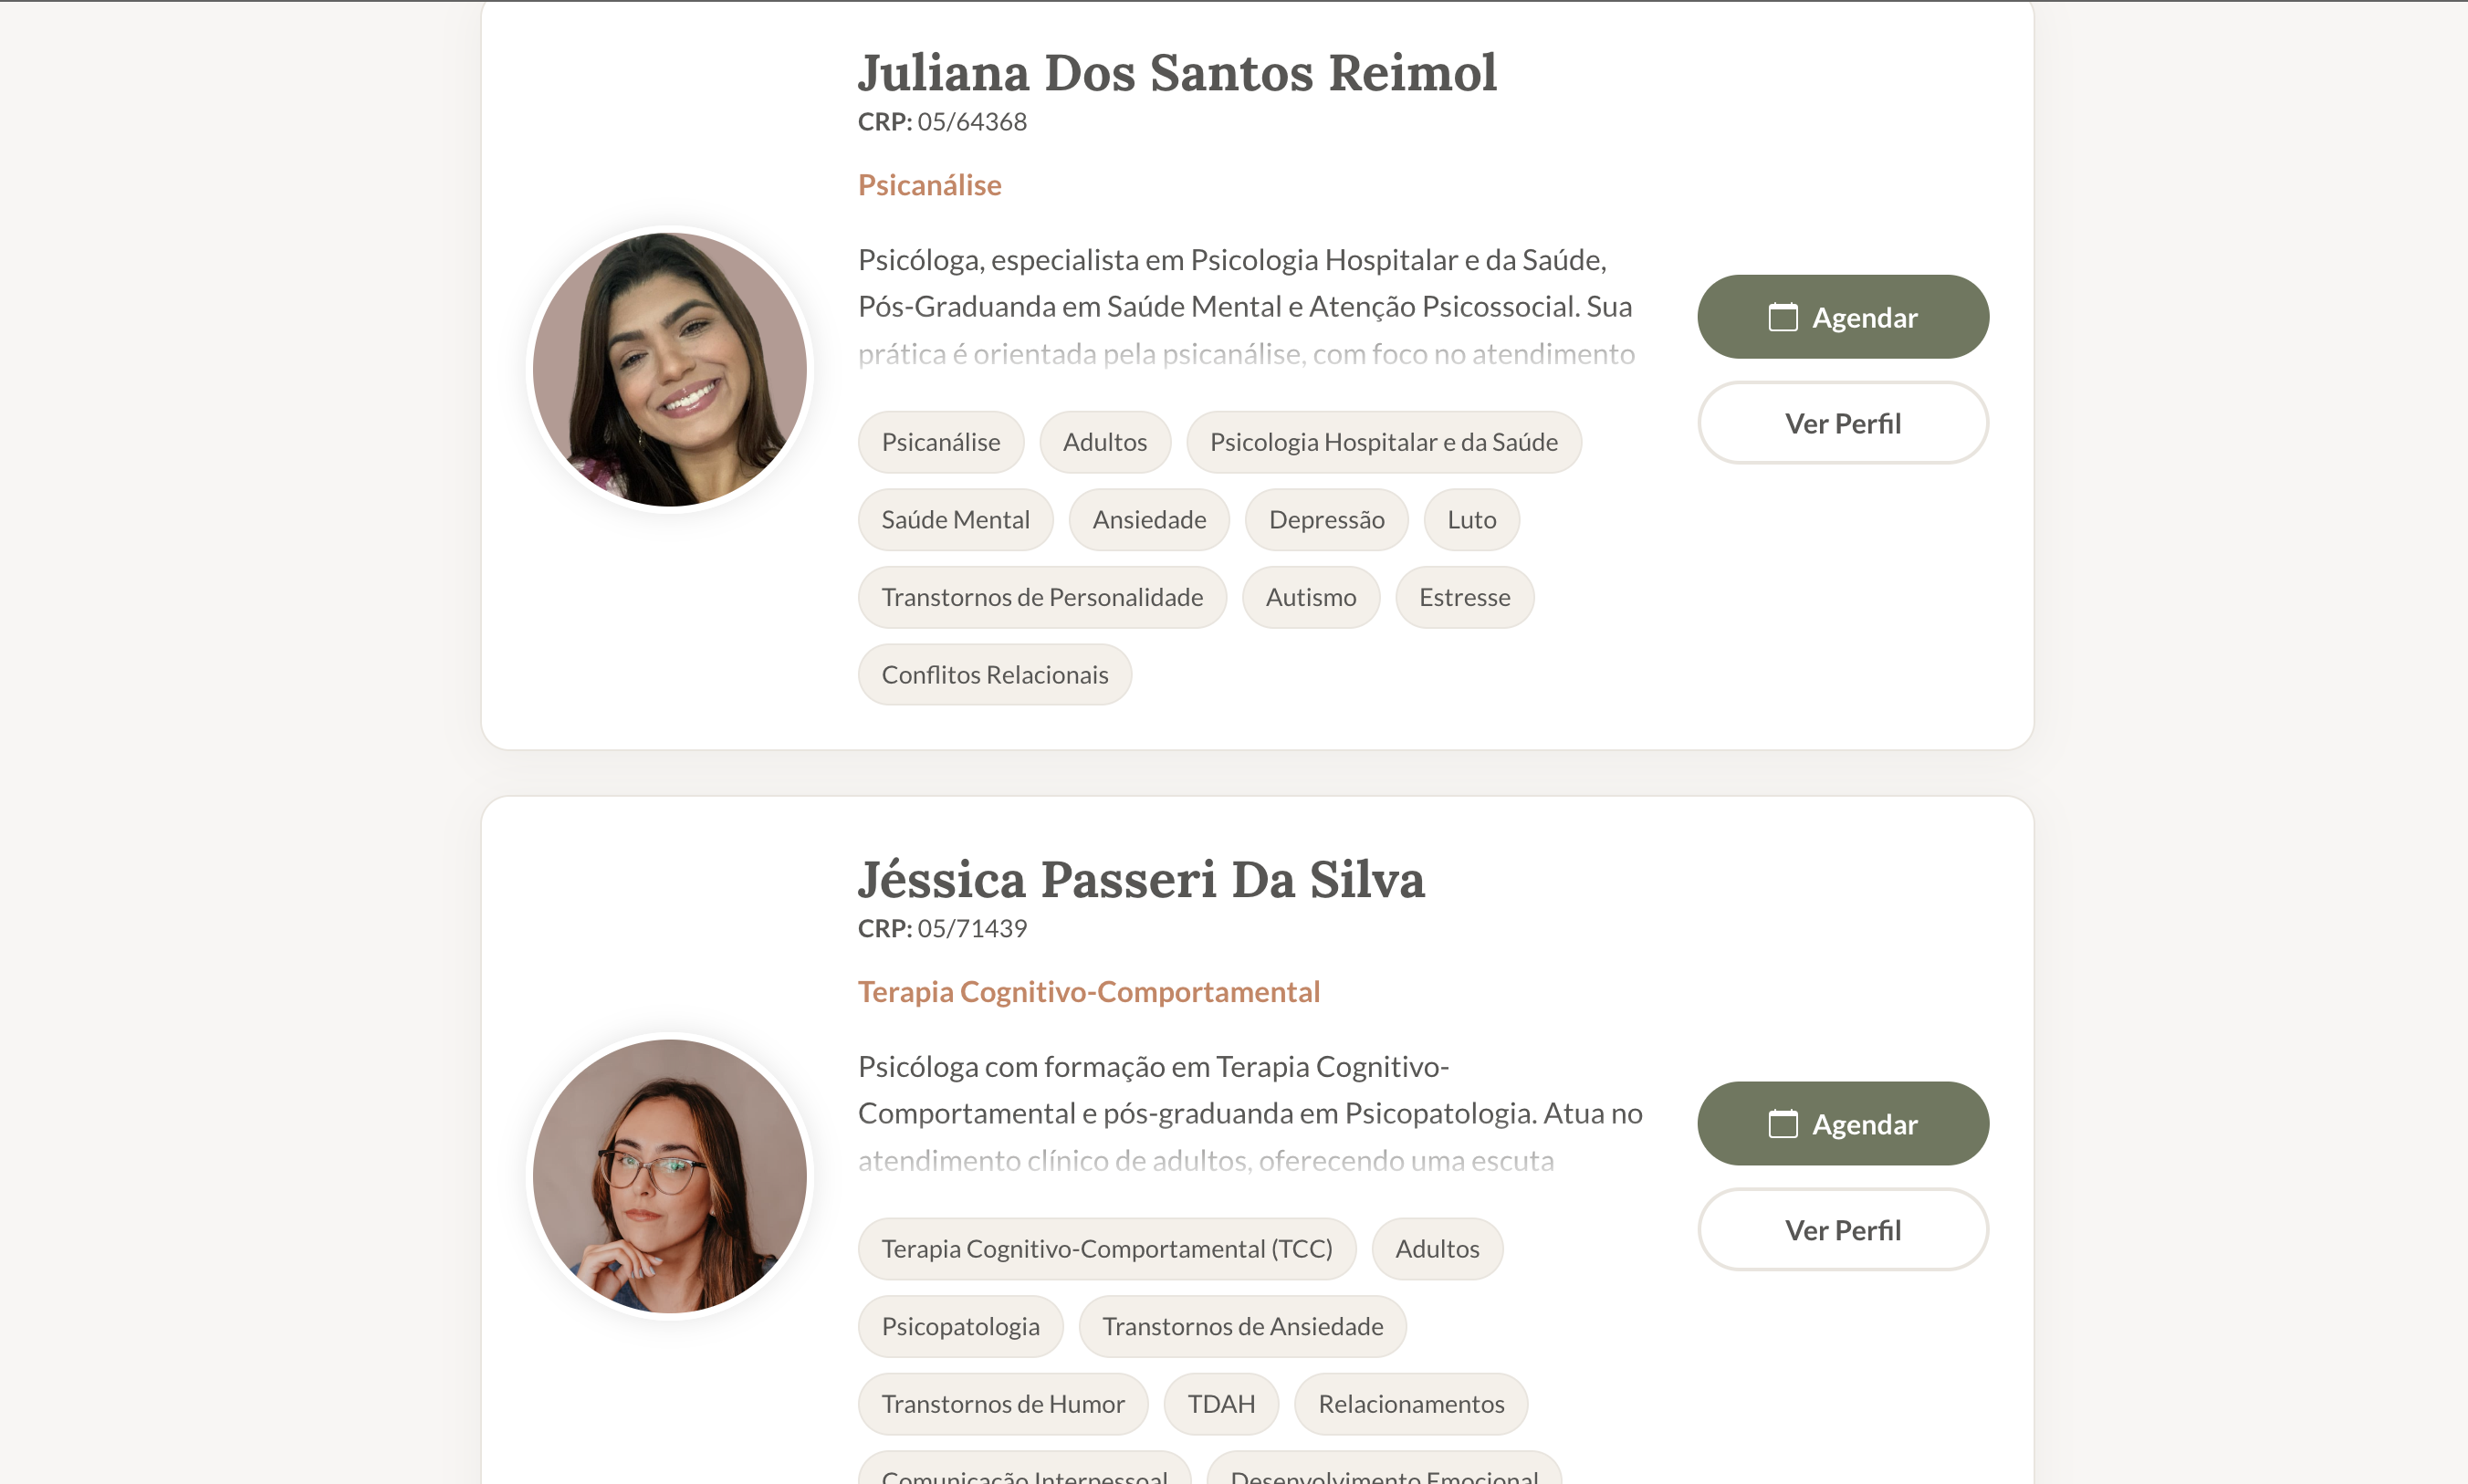 Juliana Dos Santos Reimol
CRP: 05/64368
Psicanálise
Psicóloga, especialista em Psicologia Hospitalar e da Saúde,
Pós-Graduanda em Saúde Mental e Atenção Psicossocial. Sua
prática é orientada pela psicanálise, com foco no atendimento
Psicanálise Adultos Psicologia Hospitalar e da Saúde
Saúde Mental Ansiedade Depressão Luto
Transtornos de Personalidade Autismo Estresse
Conflitos Relacionais
Agendar
Ver Perfil
Jéssica Passeri Da Silva
CRP: 05/71439
Terapia Cognitivo-Comportamental
Psicóloga com formação em Terapia Cognitivo-
Comportamental e pós-graduanda em Psicopatologia. Atua no
atendimento clínico de adultos, oferecendo uma escuta
Terapia Cognitivo-Comportamental (TCC) Adultos
Psicopatologia Transtornos de Ansiedade
Transtornos de Humor TDAH Relacionamentos
Comunicação Interpessoal Desenvolvimento Emocional
Agendar
Ver Perfil